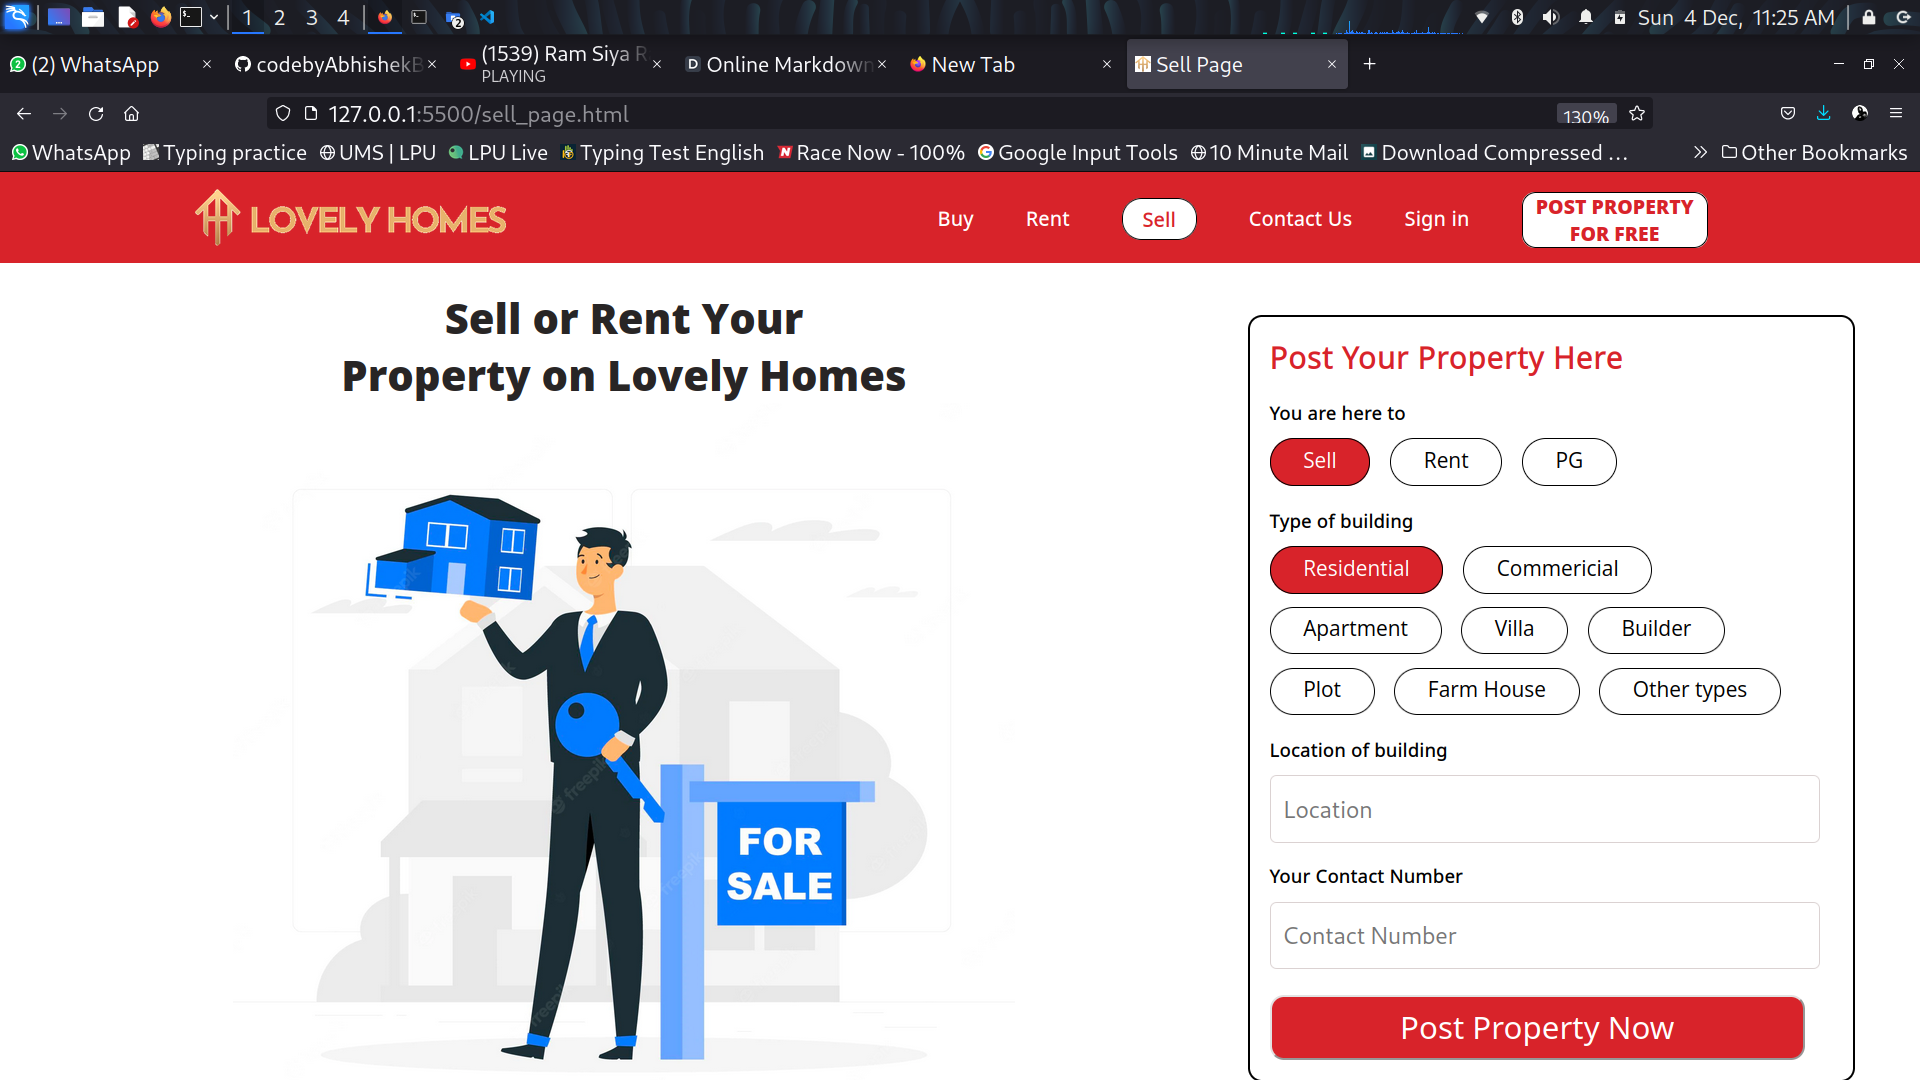 1 2 3 4
2
Sun 4 Dec, 11:25 AM
(2) WhatsApp
codebyAbhishekB
(1539) Ram Siya R
PLAYING
Online Markdown
New Tab
Sell Page
127.0.0.1:5500/sell_page.html
130%
WhatsApp
Typing practice
UMS | LPU
LPU Live
Typing Test English
Race Now - 100%
Google Input Tools
10 Minute Mail
Download Compressed ...
Other Bookmarks
LOVELY HOMES
Buy
Rent
Sell
Contact Us
Sign in
POST PROPERTY
FOR FREE
Sell or Rent Your
Property on Lovely Homes
FOR
SALE
freepik
Post Your Property Here
You are here to
Sell
Rent
PG
Type of building
Residential
Commericial
Apartment
Villa
Builder
Plot
Farm House
Other types
Location of building
Location
Your Contact Number
Contact Number
Post Property Now